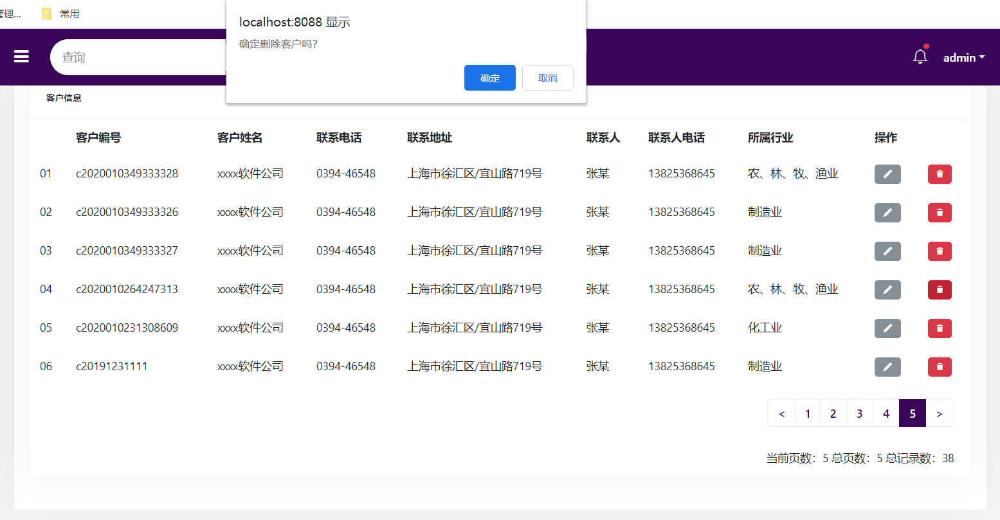 管理... 常用
localhost:8088 显示
确定删除客户吗?
确定 取消
查询
admin
客户信息
客户编号 客户姓名 联系电话 联系地址 联系人 联系人电话 所属行业 操作
01 c2020010349333328 xxxx软件公司 0394-46548 上海市徐汇区/宜山路719号 张某 13825368645 农、林、牧、渔业
02 c2020010349333326 xxxx软件公司 0394-46548 上海市徐汇区/宜山路719号 张某 13825368645 制造业
03 c2020010349333327 xxxx软件公司 0394-46548 上海市徐汇区/宜山路719号 张某 13825368645 制造业
04 c2020010264247313 xxxx软件公司 0394-46548 上海市徐汇区/宜山路719号 张某 13825368645 农、林、牧、渔业
05 c2020010231308609 xxxx软件公司 0394-46548 上海市徐汇区/宜山路719号 张某 13825368645 化工业
06 c20191231111 xxxx软件公司 0394-46548 上海市徐汇区/宜山路719号 张某 13825368645 制造业
< 1 2 3 4 5 >
当前页数：5 总页数：5 总记录数：38